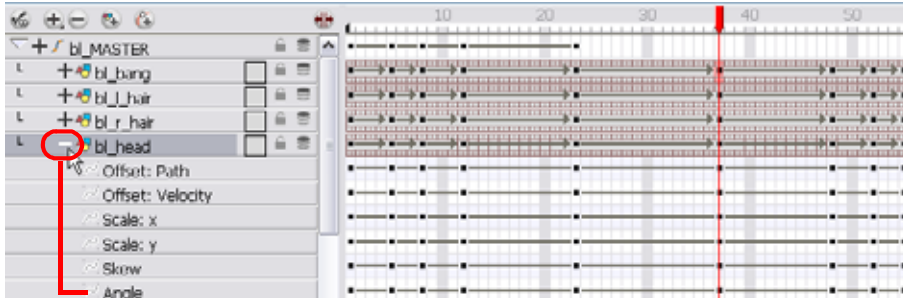 10 20 30 40 50
bl_MASTER
bl_bang
bl_l_hair
bl_r_hair
bl_head
Offset: Path
Offset: Velocity
Scale: x
Scale: y
Skew
Angle